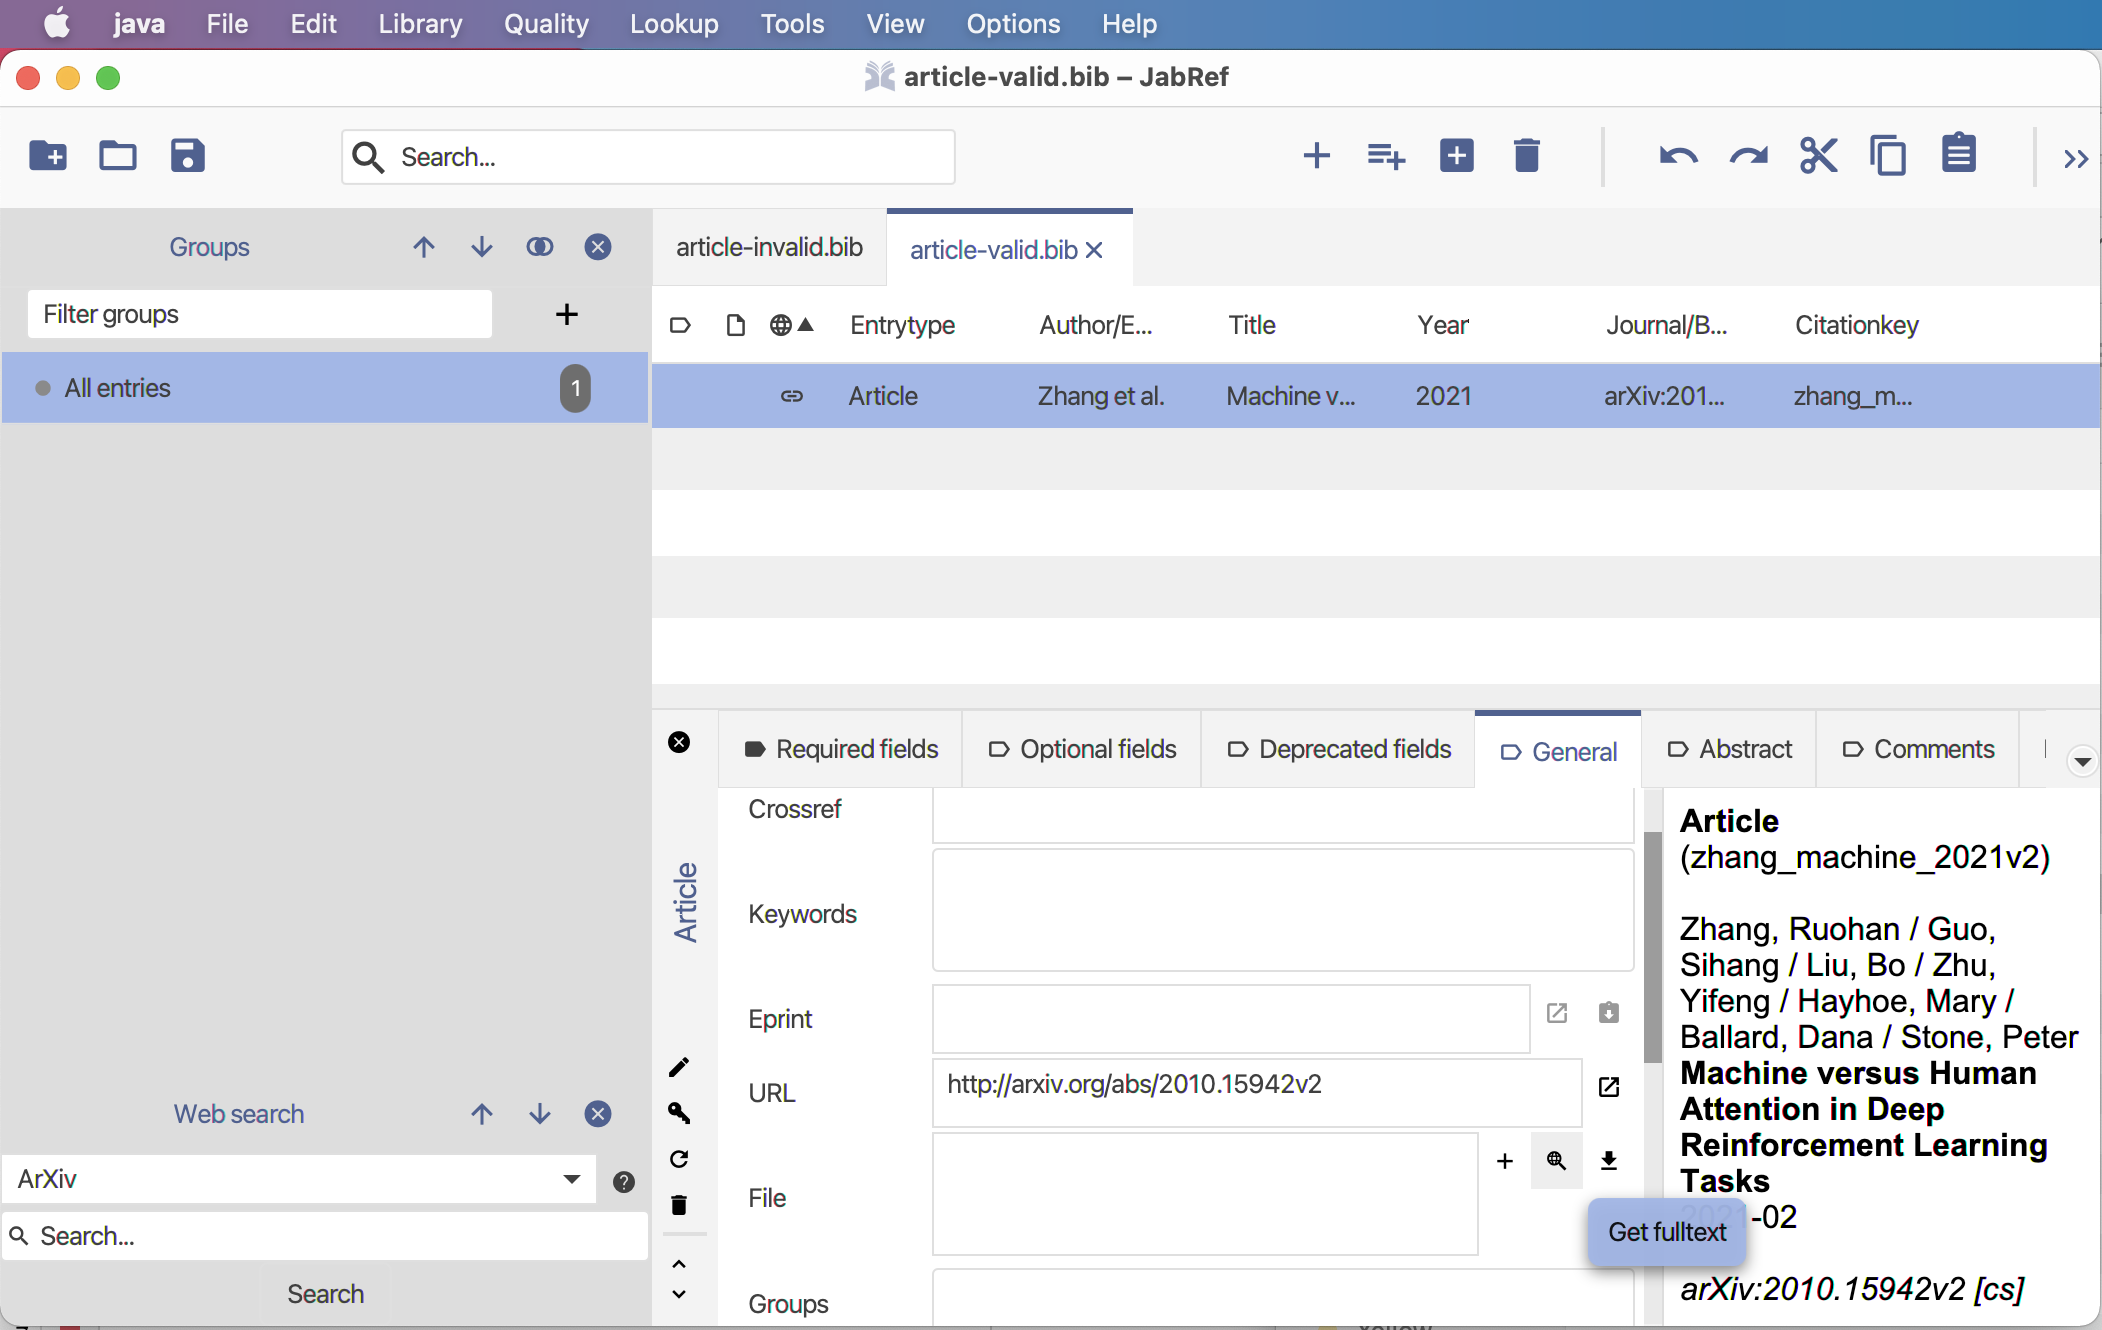 java File Edit Library Quality Lookup Tools View Options Help
article-valid.bib – JabRef
Search...
Groups
Filter groups
All entries 1
article-invalid.bib article-valid.bib
Entrytype Author/E... Title Year Journal/B... Citationkey
Article Zhang et al. Machine v... 2021 arXiv:201... zhang_m...
Required fields Optional fields Deprecated fields General Abstract Comments
Article
Crossref
Keywords
Eprint
URL http://arxiv.org/abs/2010.15942v2
File
Groups
Get fulltext
Article
(zhang_machine_2021v2)
Zhang, Ruohan / Guo,
Sihang / Liu, Bo / Zhu,
Yifeng / Hayhoe, Mary /
Ballard, Dana / Stone, Peter
Machine versus Human
Attention in Deep
Reinforcement Learning
Tasks
2021-02
arXiv:2010.15942v2 [cs]
Web search
ArXiv
Search...
Search